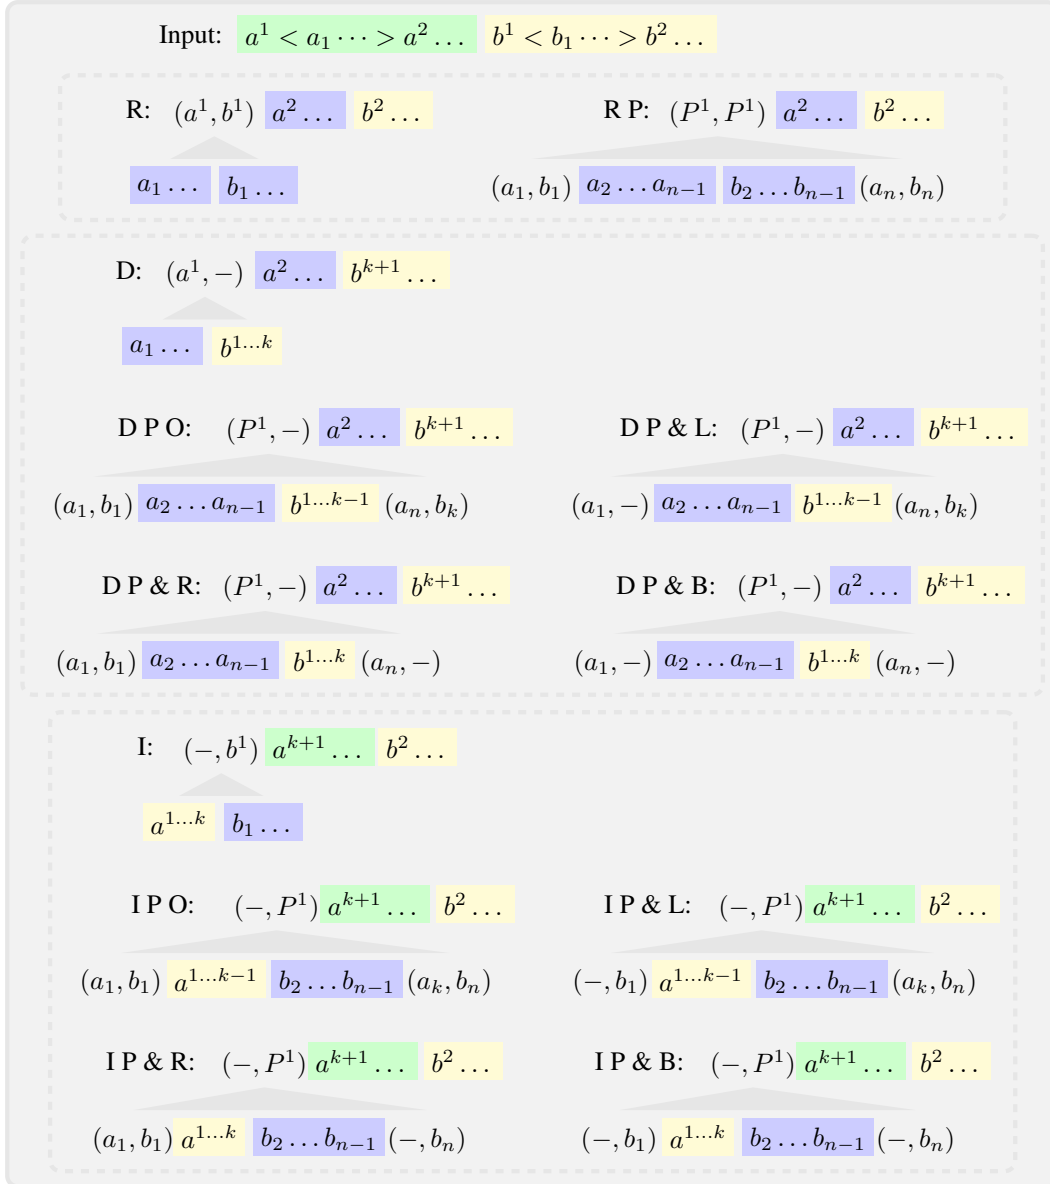 Input: a^1 < a_1 ⋯ > a^2 … b^1 < b_1 ⋯ > b^2 …
R: (a^1, b^1) a^2 … b^2 … R P: (P^1, P^1) a^2 … b^2 …
a_1 … b_1 … (a_1, b_1) a_2 … a_{n−1} b_2 … b_{n−1} (a_n, b_n)
D: (a^1, −) a^2 … b^{k+1} …
a_1 … b^{1…k}
D P O: (P^1, −) a^2 … b^{k+1} … D P & L: (P^1, −) a^2 … b^{k+1} …
(a_1, b_1) a_2 … a_{n−1} b^{1…k−1} (a_n, b_k) (a_1, −) a_2 … a_{n−1} b^{1…k−1} (a_n, b_k)
D P & R: (P^1, −) a^2 … b^{k+1} … D P & B: (P^1, −) a^2 … b^{k+1} …
(a_1, b_1) a_2 … a_{n−1} b^{1…k} (a_n, −) (a_1, −) a_2 … a_{n−1} b^{1…k} (a_n, −)
I: (−, b^1) a^{k+1} … b^2 …
a^{1…k} b_1 …
I P O: (−, P^1) a^{k+1} … b^2 … I P & L: (−, P^1) a^{k+1} … b^2 …
(a_1, b_1) a^{1…k−1} b_2 … b_{n−1} (a_k, b_n) (−, b_1) a^{1…k−1} b_2 … b_{n−1} (a_k, b_n)
I P & R: (−, P^1) a^{k+1} … b^2 … I P & B: (−, P^1) a^{k+1} … b^2 …
(a_1, b_1) a^{1…k} b_2 … b_{n−1} (−, b_n) (−, b_1) a^{1…k} b_2 … b_{n−1} (−, b_n)